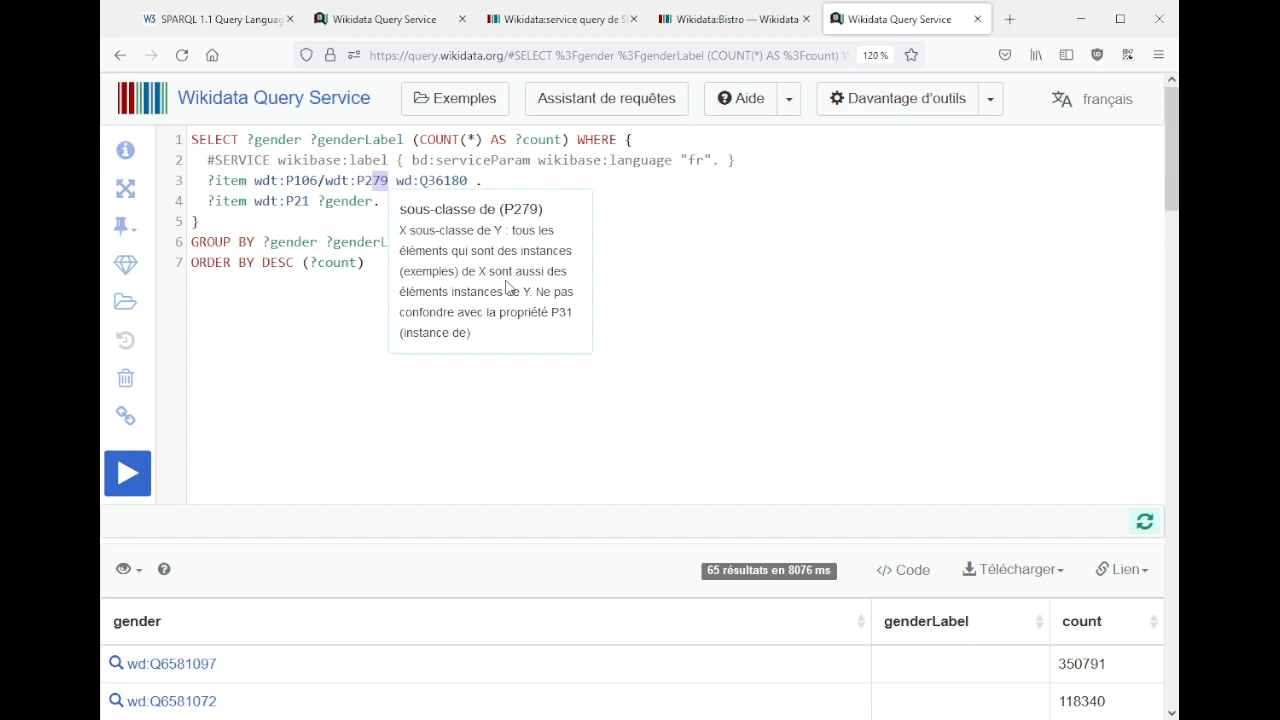 W3 SPARQL 1.1 Query Languag
Wikidata Query Service
Wikidata:service query de S
Wikidata:Bistro — Wikidata
Wikidata Query Service
https://query.wikidata.org/#SELECT %3Fgender %3FgenderLabel (COUNT(*) AS %3Fcount) W
120 %
Wikidata Query Service
Exemples
Assistant de requêtes
Aide
Davantage d'outils
français
1 SELECT ?gender ?genderLabel (COUNT(*) AS ?count) WHERE {
2 #SERVICE wikibase:label { bd:serviceParam wikibase:language "fr". }
3 ?item wdt:P106/wdt:P279 wd:Q36180 .
4 ?item wdt:P21 ?gender.
5 }
6 GROUP BY ?gender ?genderL
7 ORDER BY DESC (?count)
sous-classe de (P279)
X sous-classe de Y : tous les
éléments qui sont des instances
(exemples) de X sont aussi des
éléments instances de Y. Ne pas
confondre avec la propriété P31
(instance de)
65 résultats en 8076 ms
</> Code
Télécharger
Lien
gender genderLabel count
wd:Q6581097 350791
wd:Q6581072 118340